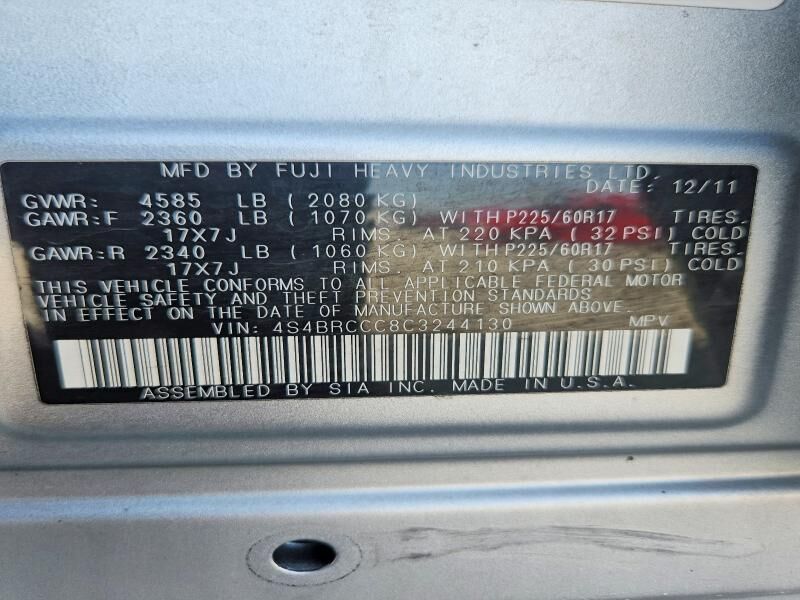 MFD BY FUJI HEAVY INDUSTRIES LTD.
DATE: 12/11
GVWR: 4585 LB ( 2080 KG)
GAWR:F 2360 LB ( 1070 KG) WITH P225/60R17 TIRES.
17X7J RIMS. AT 220 KPA ( 32 PSI) COLD
GAWR:R 2340 LB ( 1060 KG) WITH P225/60R17 TIRES.
17X7J RIMS. AT 210 KPA ( 30 PSI) COLD
THIS VEHICLE CONFORMS TO ALL APPLICABLE FEDERAL MOTOR
VEHICLE SAFETY AND THEFT PREVENTION STANDARDS
IN EFFECT ON THE DATE OF MANUFACTURE SHOWN ABOVE.
VIN: 4S4BRCCC8C3244130 MPV
ASSEMBLED BY SIA INC. MADE IN U.S.A.